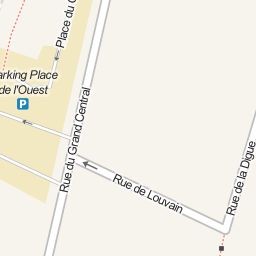 Place du
arking Place
de l'Ouest
P
Rue du Grand Central
Rue de Louvain
Rue de la Digue